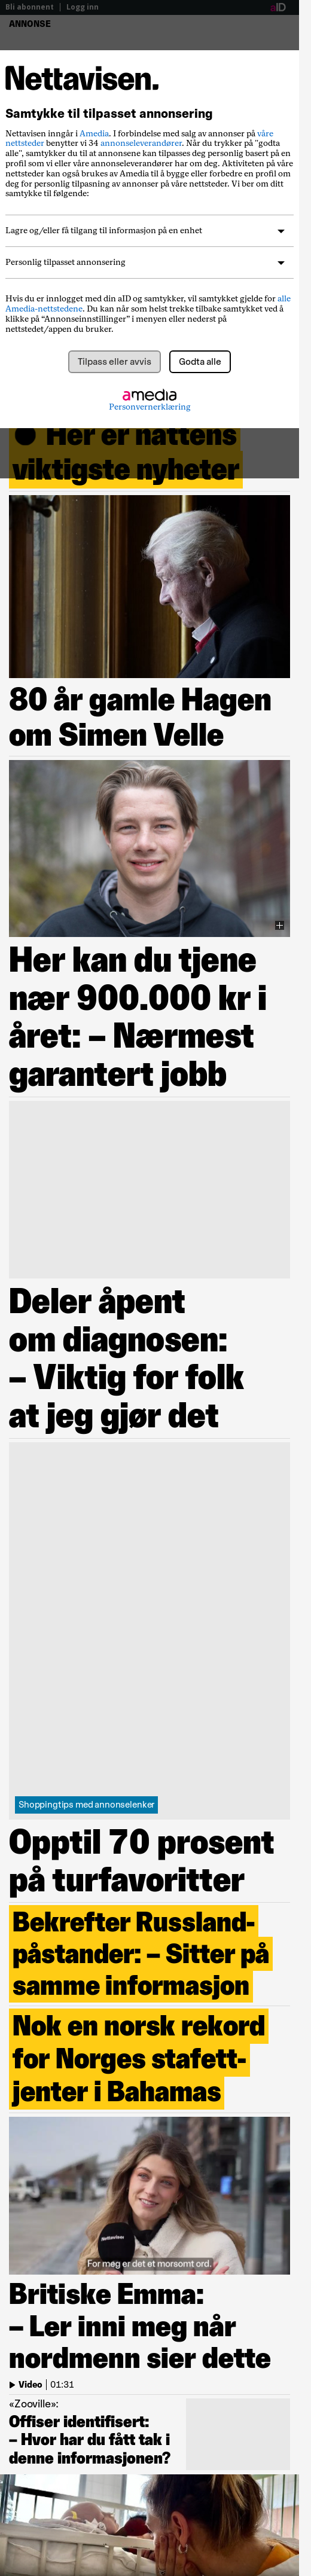 Bli abonnent | Logg inn
aID
ANNONSE
Nettavisen.
Samtykke til tilpasset annonsering
Nettavisen inngår i Amedia. I forbindelse med salg av annonser på våre
nettsteder benytter vi 34 annonseleverandører. Når du trykker på "godta
alle", samtykker du til at annonsene kan tilpasses deg personlig basert på en
profil som vi eller våre annonseleverandører har om deg. Aktiviteten på våre
nettsteder kan også brukes av Amedia til å bygge eller forbedre en profil om
deg for personlig tilpasning av annonser på våre nettsteder. Vi ber om ditt
samtykke til følgende:
Lagre og/eller få tilgang til informasjon på en enhet
Personlig tilpasset annonsering
Hvis du er innlogget med din aID og samtykker, vil samtykket gjelde for alle
Amedia-nettstedene. Du kan når som helst trekke tilbake samtykket ved å
klikke på “Annonseinnstillinger” i menyen eller nederst på
nettstedet/appen du bruker.
Tilpass eller avvis
Godta alle
amedia
Personvernerklæring
Her er nattens
viktigste nyheter
80 år gamle Hagen
om Simen Velle
Her kan du tjene
nær 900.000 kr i
året: – Nærmest
garantert jobb
Deler åpent
om diagnosen:
– Viktig for folk
at jeg gjør det
Shoppingtips med annonselenker
Opptil 70 prosent
på turfavoritter
Bekrefter Russland-
påstander: – Sitter på
samme informasjon
Nok en norsk rekord
for Norges stafett-
jenter i Bahamas
Nettavisen
For meg er det et morsomt ord.
Britiske Emma:
– Ler inni meg når
nordmenn sier dette
Video | 01:31
«Zooville»:
Offiser identifisert:
– Hvor har du fått tak i
denne informasjonen?